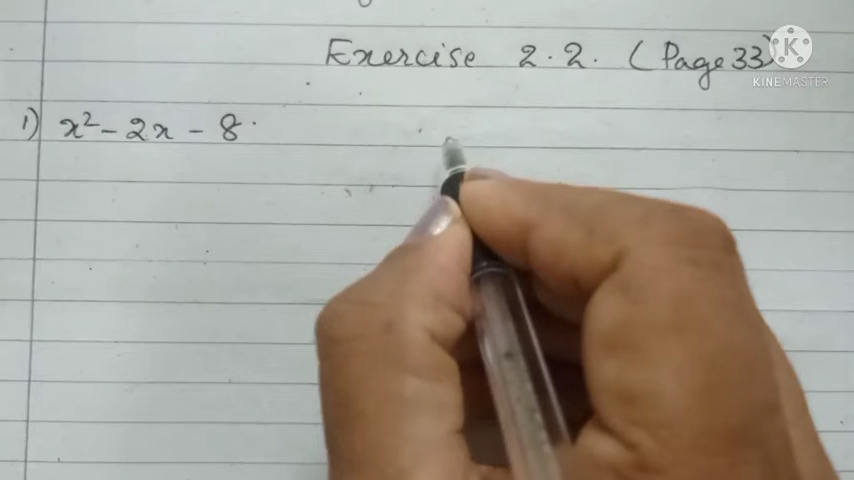 Exercise 2.2. (Page 33)
K
KINEMASTER
1) x² - 2x - 8.